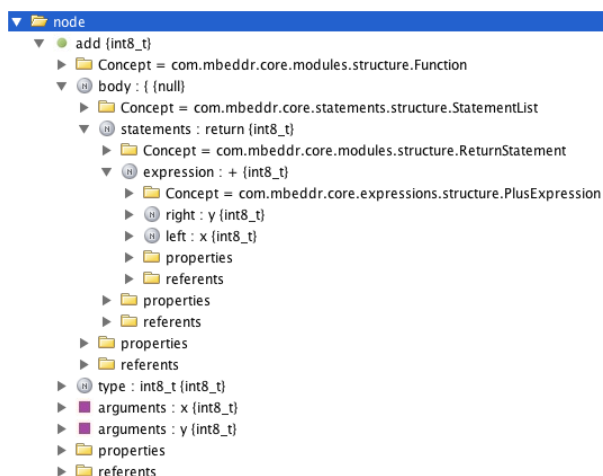 node
add {int8_t}
Concept = com.mbeddr.core.modules.structure.Function
body : { {null}
Concept = com.mbeddr.core.statements.structure.StatementList
statements : return {int8_t}
Concept = com.mbeddr.core.modules.structure.ReturnStatement
expression : + {int8_t}
Concept = com.mbeddr.core.expressions.structure.PlusExpression
right : y {int8_t}
left : x {int8_t}
properties
referents
properties
referents
properties
referents
type : int8_t {int8_t}
arguments : x {int8_t}
arguments : y {int8_t}
properties
referents